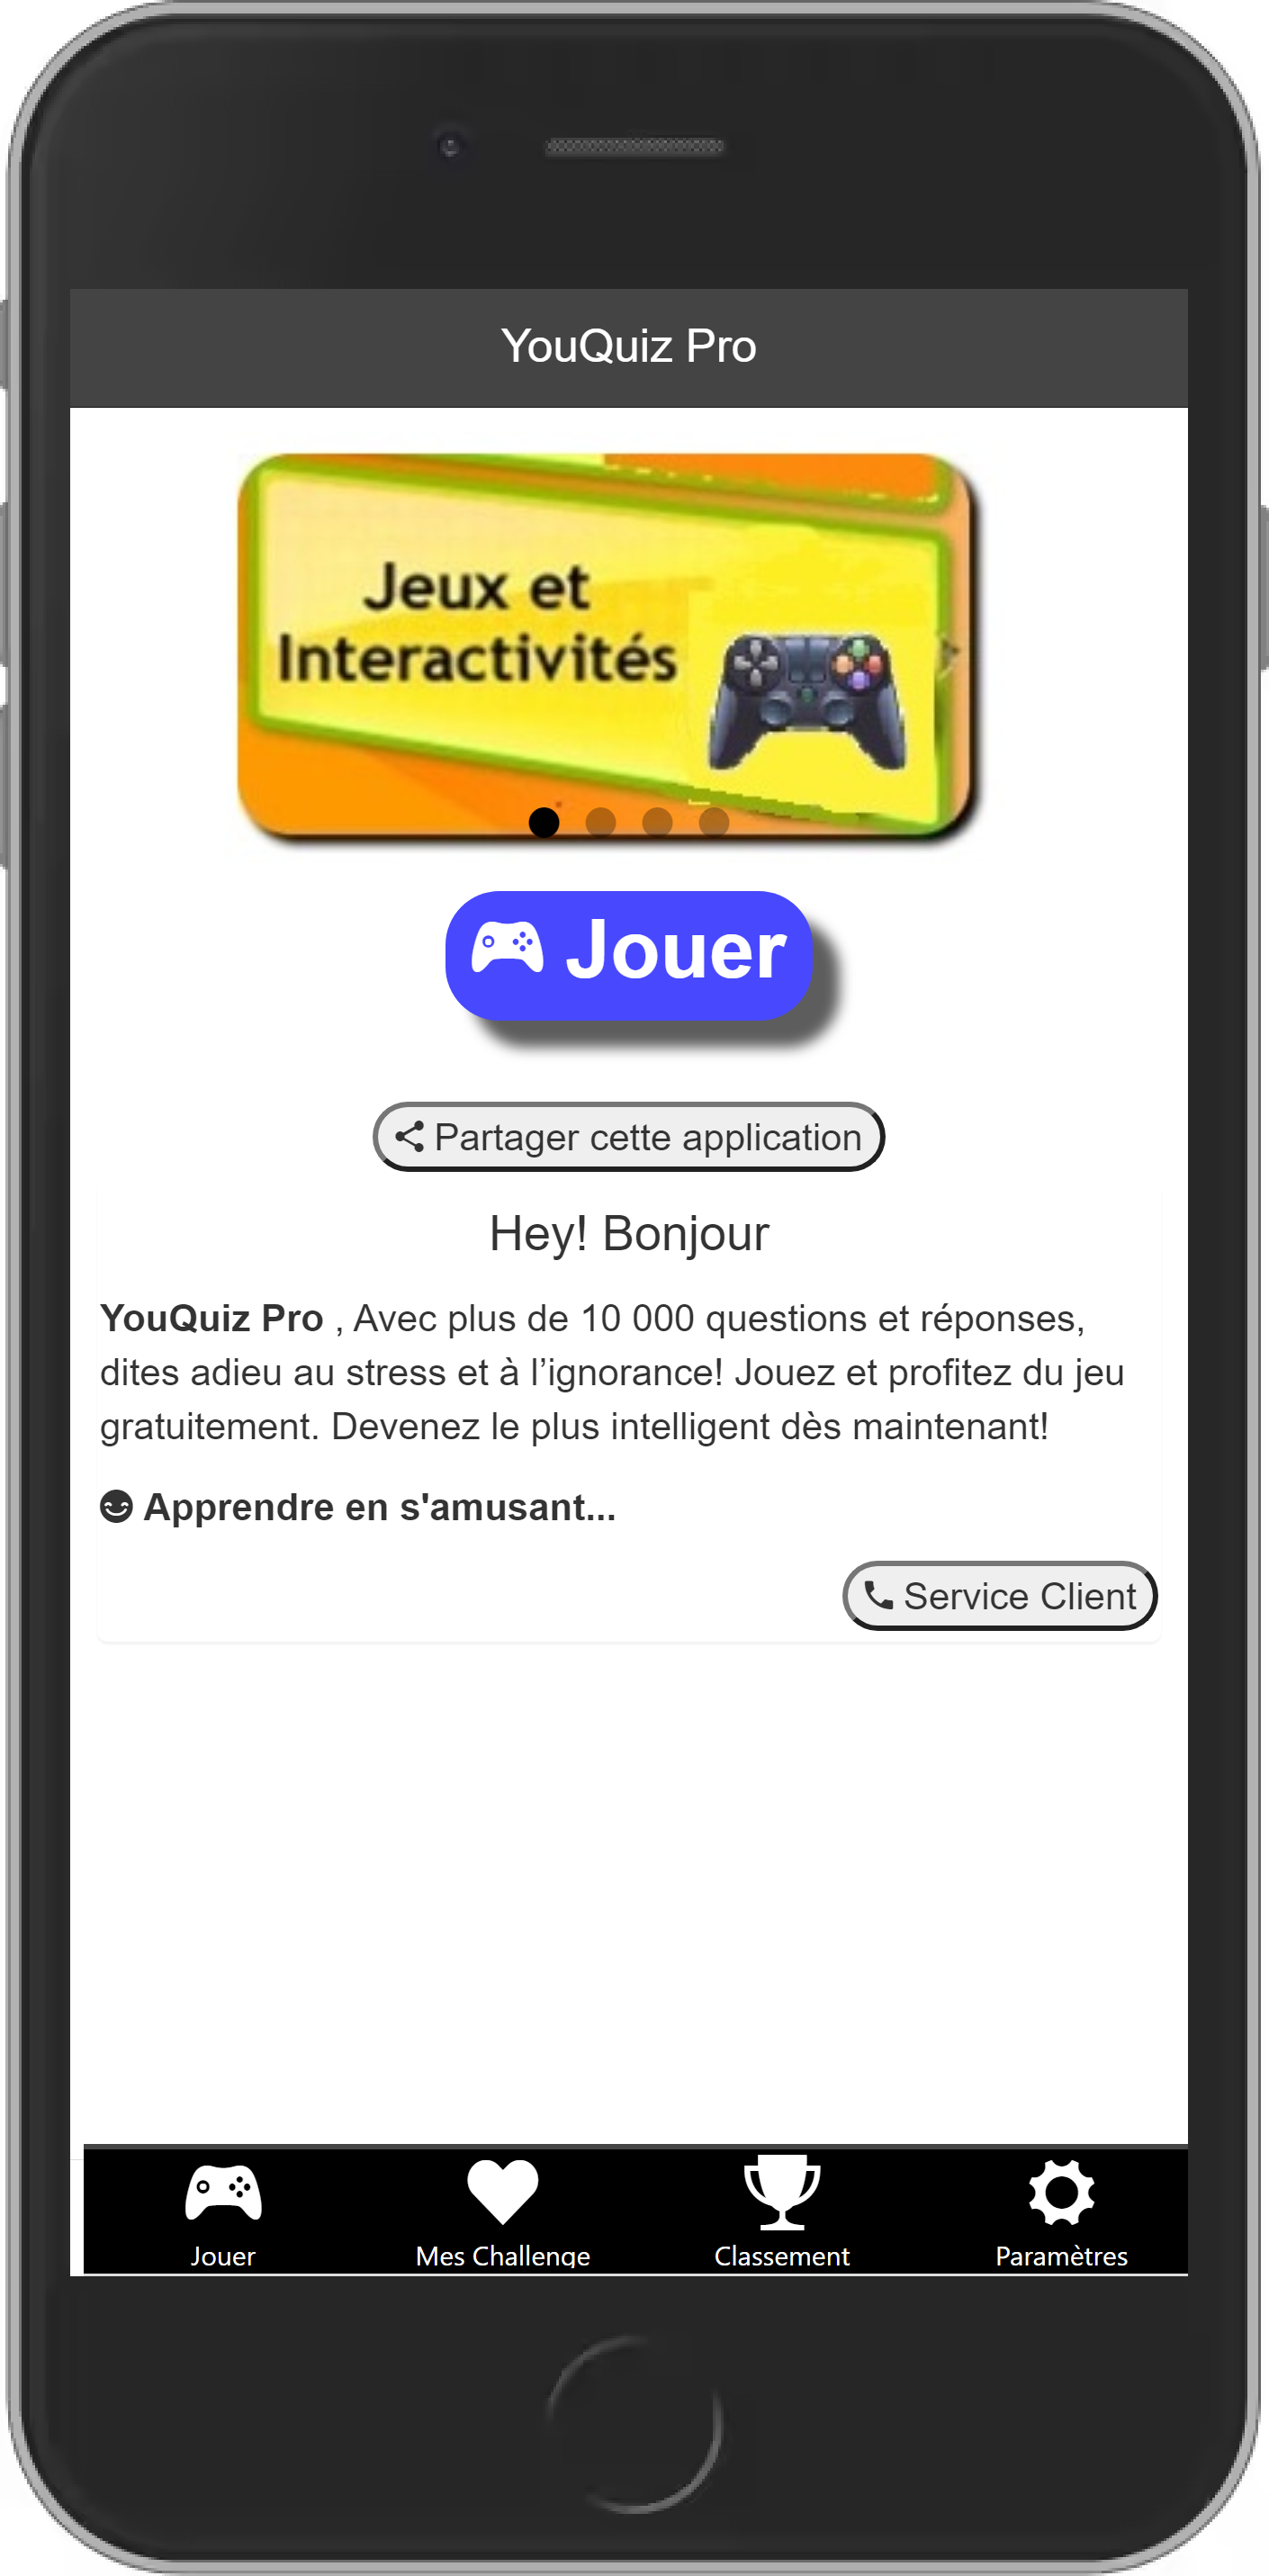 YouQuiz Pro
Jeux et
Interactivités
Jouer
Partager cette application
Hey! Bonjour
YouQuiz Pro , Avec plus de 10 000 questions et réponses,
dites adieu au stress et à l’ignorance! Jouez et profitez du jeu
gratuitement. Devenez le plus intelligent dès maintenant!
Apprendre en s'amusant...
Service Client
Jouer
Mes Challenge
Classement
Paramètres